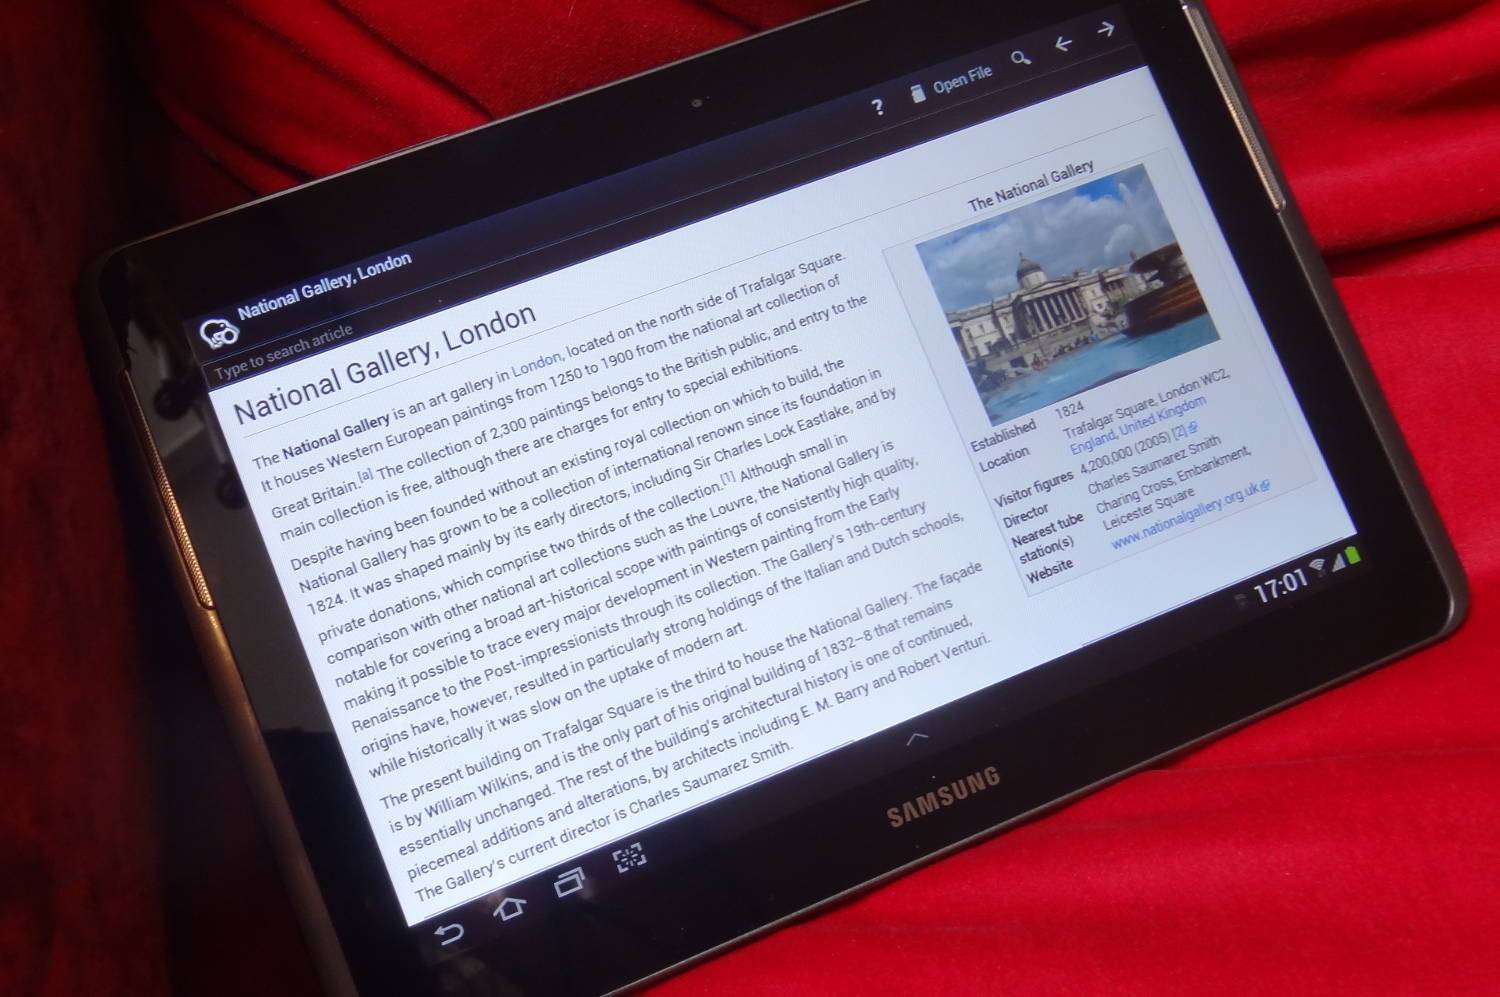 ? Open File
National Gallery, London
Type to search article
National Gallery, London
The National Gallery is an art gallery in London, located on the north side of Trafalgar Square.
It houses Western European paintings from 1250 to 1900 from the national art collection of
Great Britain.[a] The collection of 2,300 paintings belongs to the British public, and entry to the
main collection is free, although there are charges for entry to special exhibitions.
Despite having been founded without an existing royal collection on which to build, the
National Gallery has grown to be a collection of international renown since its foundation in
1824. It was shaped mainly by its early directors, including Sir Charles Lock Eastlake, and by
private donations, which comprise two thirds of the collection.[1] Although small in
comparison with other national art collections such as the Louvre, the National Gallery is
notable for covering a broad art-historical scope with paintings of consistently high quality,
making it possible to trace every major development in Western painting from the Early
Renaissance to the Post-impressionists through its collection. The Gallery's 19th-century
origins have, however, resulted in particularly strong holdings of the Italian and Dutch schools,
while historically it was slow on the uptake of modern art.
The present building on Trafalgar Square is the third to house the National Gallery. The façade
is by William Wilkins, and is the only part of his original building of 1832–8 that remains
essentially unchanged. The rest of the building's architectural history is one of continued,
piecemeal additions and alterations, by architects including E. M. Barry and Robert Venturi.
The Gallery's current director is Charles Saumarez Smith.
The National Gallery
Established 1824
Location Trafalgar Square, London WC2,
England, United Kingdom
Visitor figures 4,200,000 (2005) [2]
Director Charles Saumarez Smith
Nearest tube Charing Cross, Embankment,
station(s) Leicester Square
Website www.nationalgallery.org.uk
17:01
SAMSUNG